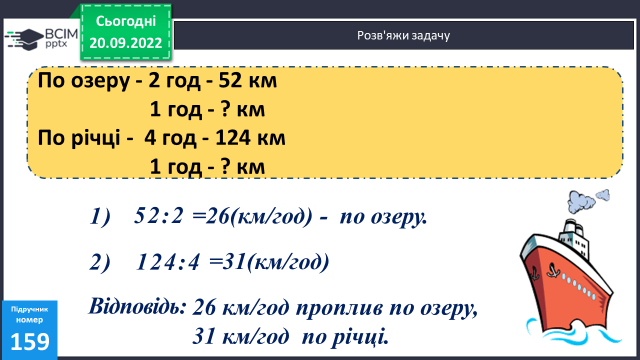 ВСІМ
pptx
Сьогодні
20.09.2022
Розв'яжи задачу
По озеру - 2 год - 52 км
1 год - ? км
По річці - 4 год - 124 км
1 год - ? км
1) 52:2 =26(км/год) - по озеру.
2) 124:4 =31(км/год)
Відповідь: 26 км/год проплив по озеру,
31 км/год по річці.
Підручник
номер
159